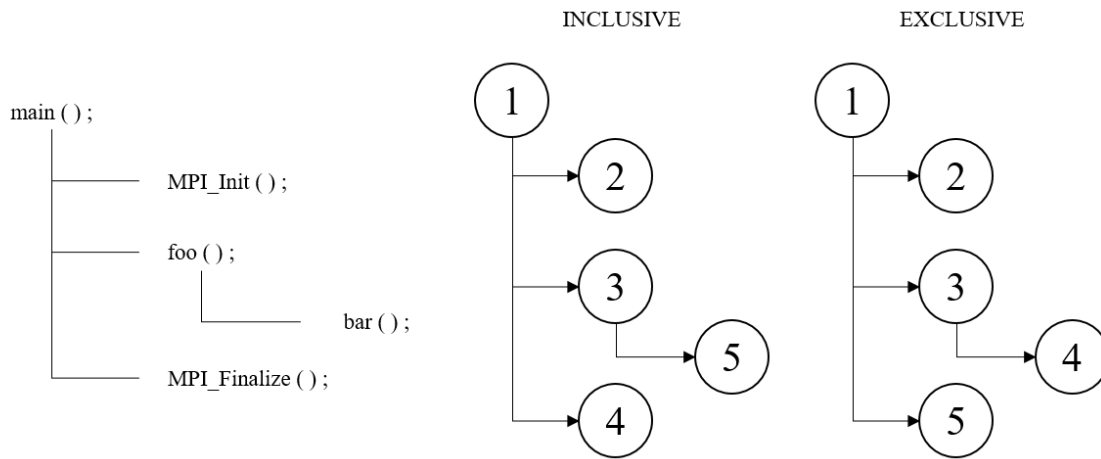 INCLUSIVE
EXCLUSIVE
main ( ) ;
MPI_Init ( ) ;
foo ( ) ;
bar ( ) ;
MPI_Finalize ( ) ;
1
2
3
5
4
1
2
3
4
5